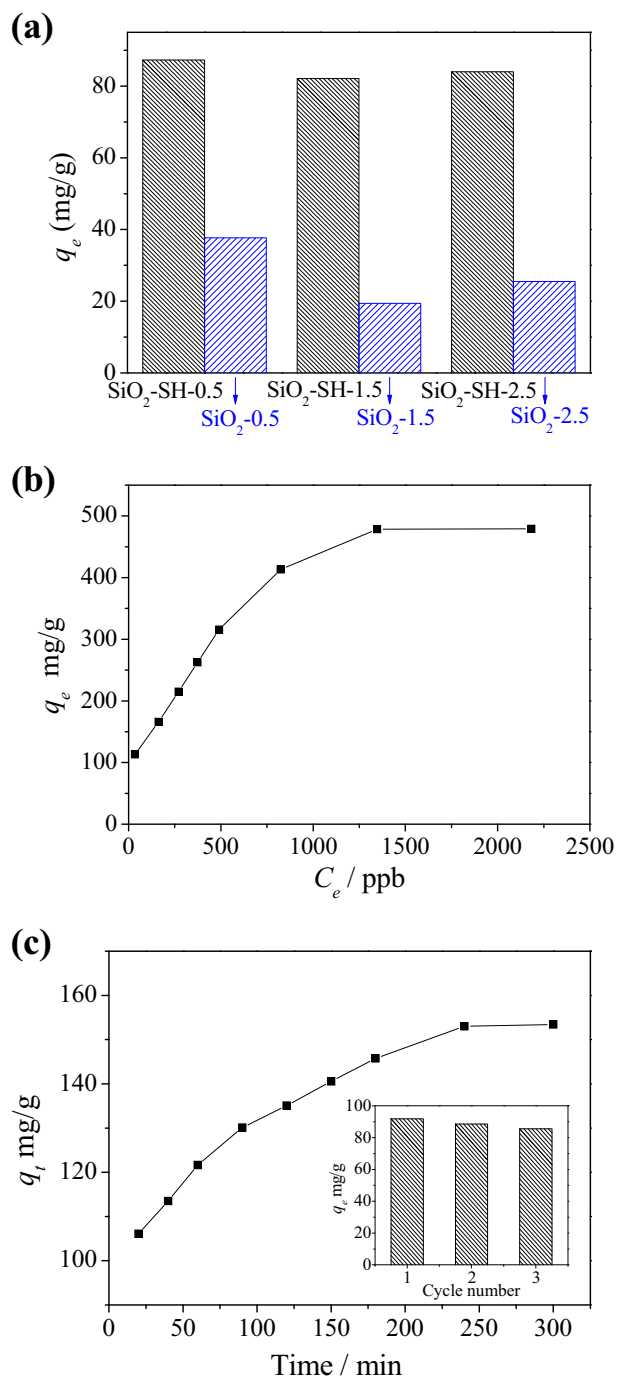 (a)
q_e (mg/g)
80
60
40
20
0
SiO₂-SH-0.5 SiO₂-SH-1.5 SiO₂-SH-2.5
SiO₂-0.5 SiO₂-1.5 SiO₂-2.5
(b)
q_e mg/g
500
400
300
200
100
0
0 500 1000 1500 2000 2500
C_e / ppb
(c)
q_t mg/g
160
140
120
100
0 50 100 150 200 250 300
Time / min
q_e mg/g
100
80
60
40
20
0
1 2 3
Cycle number